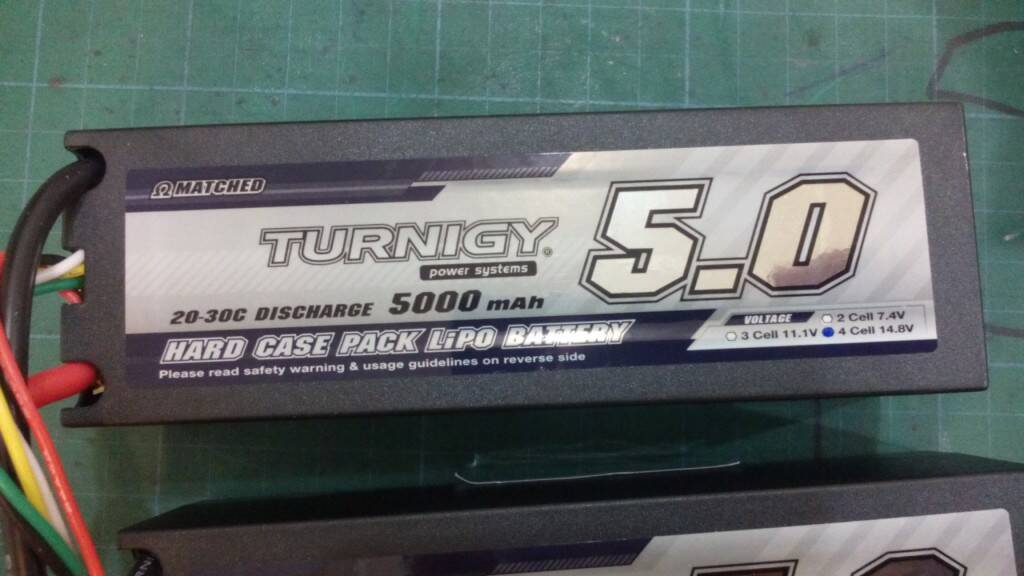 Ω MATCHED
TURNIGY®
power systems
5.0
20-30C DISCHARGE 5000 mAh
HARD CASE PACK LiPO BATTERY
Please read safety warning & usage guidelines on reverse side
VOLTAGE 2 Cell 7.4V
3 Cell 11.1V 4 Cell 14.8V